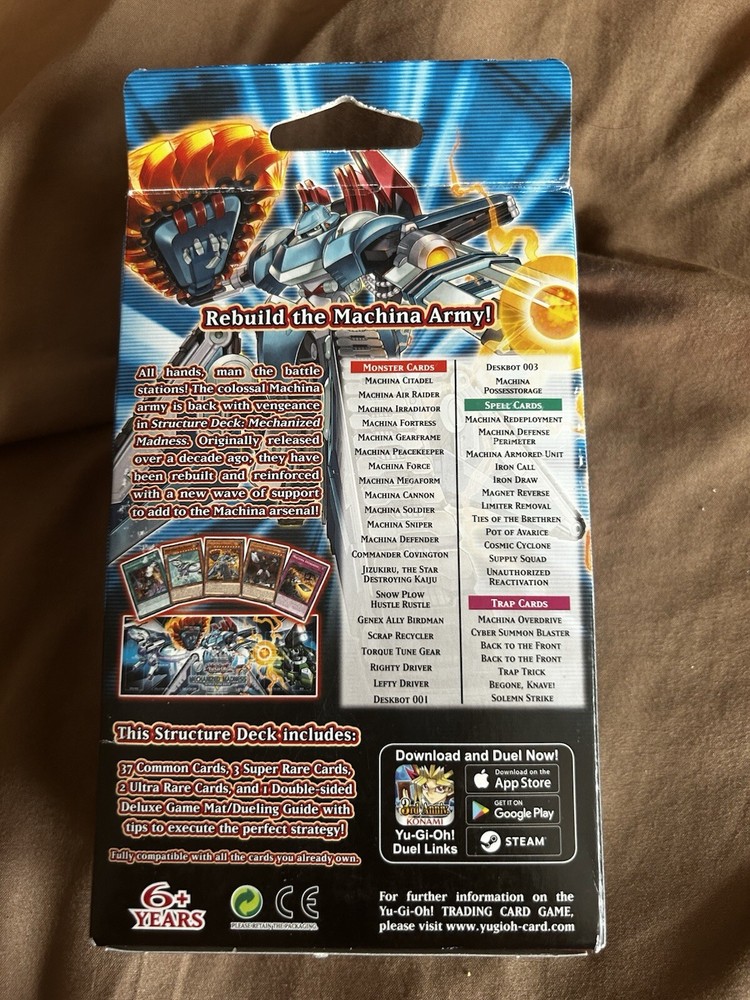 Rebuild the Machina Army!
All hands, man the battle
stations! The colossal Machina
army is back with vengeance
in Structure Deck: Mechanized
Madness. Originally released
over a decade ago, they have
been rebuilt and reinforced
with a new wave of support
to add to the Machina arsenal!
MONSTER CARDS
MACHINA CITADEL
MACHINA AIR RAIDER
MACHINA IRRADIATOR
MACHINA FORTRESS
MACHINA GEARFRAME
MACHINA PEACEKEEPER
MACHINA FORCE
MACHINA MEGAFORM
MACHINA CANNON
MACHINA SOLDIER
MACHINA SNIPER
MACHINA DEFENDER
COMMANDER COVINGTON
JIZUKIRU, THE STAR
DESTROYING KAIJU
SNOW PLOW
HUSTLE RUSTLE
GENEX ALLY BIRDMAN
SCRAP RECYCLER
TORQUE TUNE GEAR
RIGHTY DRIVER
LEFTY DRIVER
DESKBOT 001
DESKBOT 003
MACHINA
POSSESSTORAGE
SPELL CARDS
MACHINA REDEPLOYMENT
MACHINA DEFENSE
PERIMETER
MACHINA ARMORED UNIT
IRON CALL
IRON DRAW
MAGNET REVERSE
LIMITER REMOVAL
TIES OF THE BRETHREN
POT OF AVARICE
COSMIC CYCLONE
SUPPLY SQUAD
UNAUTHORIZED
REACTIVATION
TRAP CARDS
MACHINA OVERDRIVE
CYBER SUMMON BLASTER
BACK TO THE FRONT
BACK TO THE FRONT
TRAP TRICK
BEGONE, KNAVE!
SOLEMN STRIKE
MECHANIZED MADNESS
This Structure Deck includes:
37 Common Cards, 3 Super Rare Cards,
2 Ultra Rare Cards, and 1 Double-sided
Deluxe Game Mat/Dueling Guide with
tips to execute the perfect strategy!
Fully compatible with all the cards you already own.
Download and Duel Now!
3rd Anniv
KONAMI
Yu-Gi-Oh!
Duel Links
Download on the
App Store
GET IT ON
Google Play
STEAM
6+
YEARS
PLEASE RETAIN THE PACKAGING.
CE
For further information on the
Yu-Gi-Oh! TRADING CARD GAME,
please visit www.yugioh-card.com